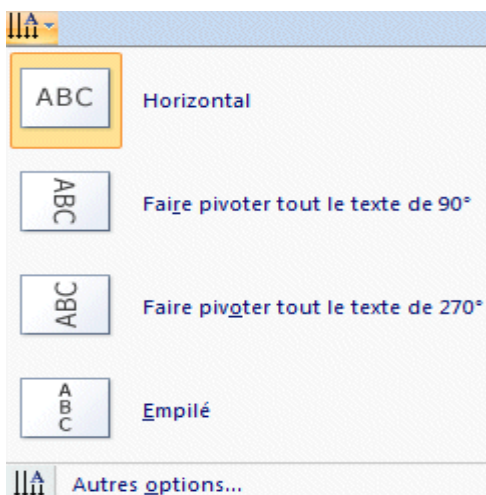 ABC Horizontal
ABC Faire pivoter tout le texte de 90°
ABC Faire pivoter tout le texte de 270°
A
B
C
Empilé
A Autres options...